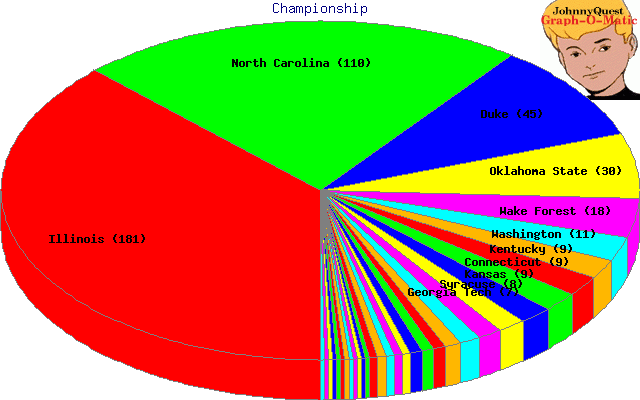 Championship
JohnnyQuest
Graph-O-Matic
North Carolina (110)
Duke (45)
Oklahoma State (30)
Wake Forest (18)
Illinois (181)
Washington (11)
Kentucky (9)
Connecticut (9)
Kansas (9)
Syracuse (8)
Georgia Tech (7)